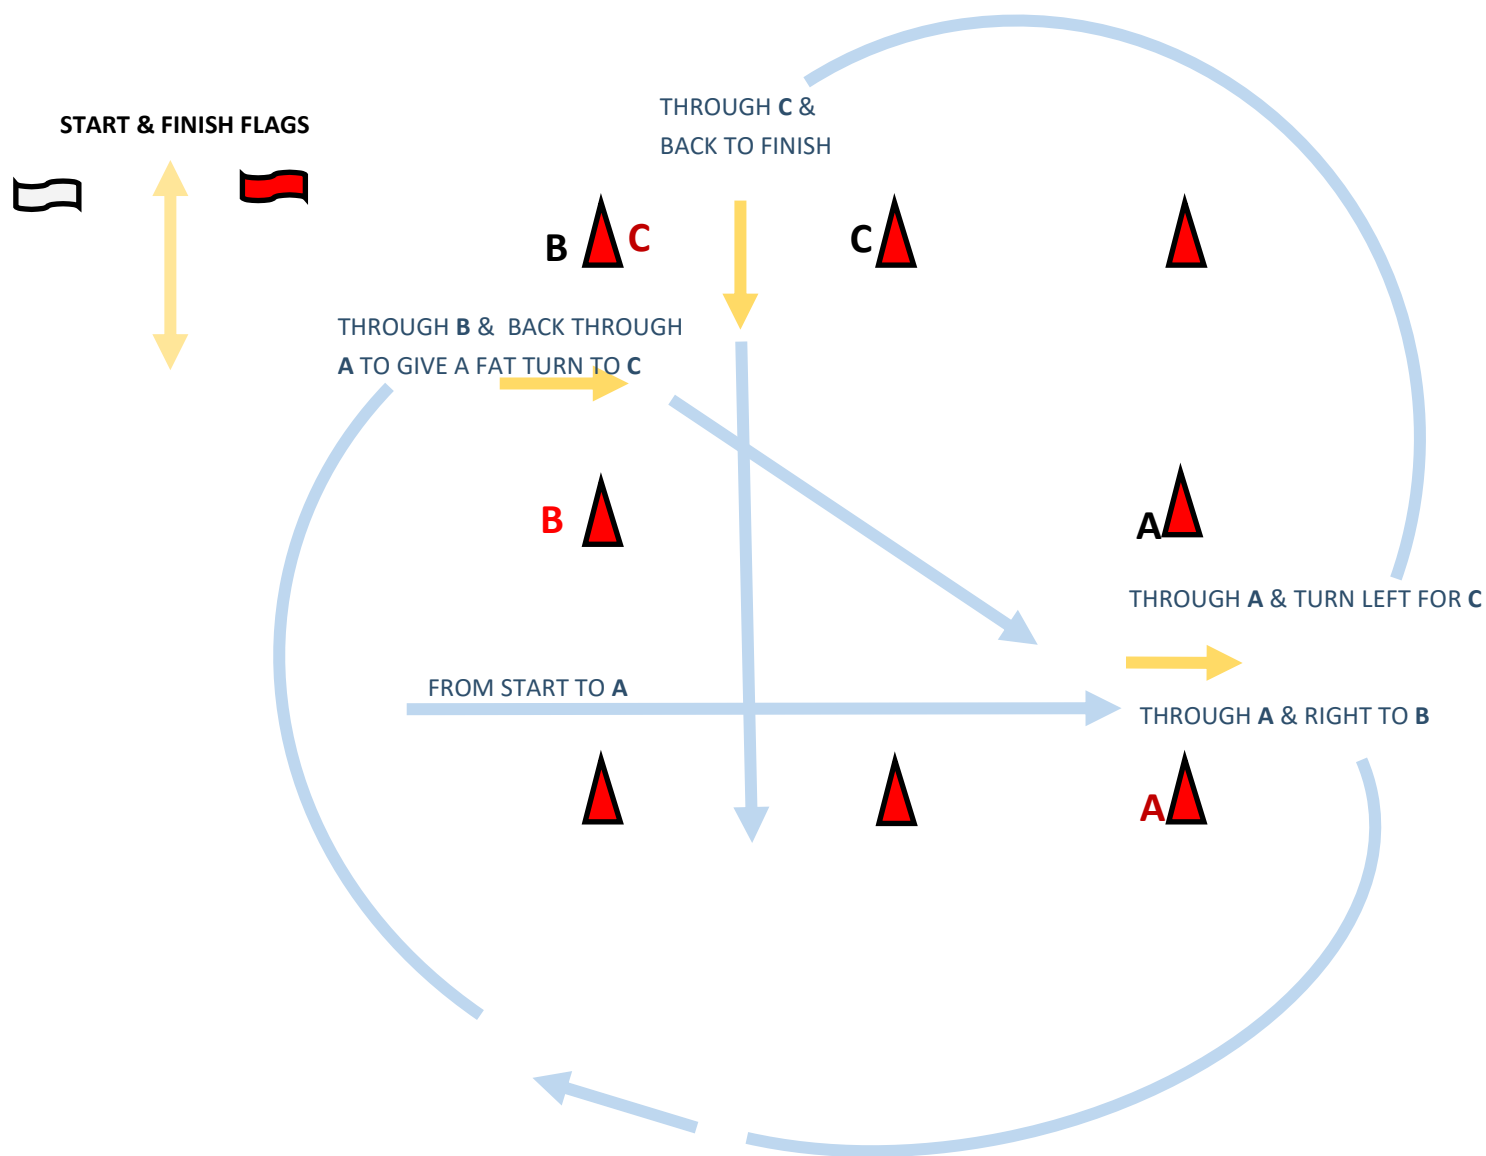 THROUGH C &
BACK TO FINISH
START & FINISH FLAGS
B
C
C
THROUGH B & BACK THROUGH
A TO GIVE A FAT TURN TO C
B
A
THROUGH A & TURN LEFT FOR C
FROM START TO A
THROUGH A & RIGHT TO B
A